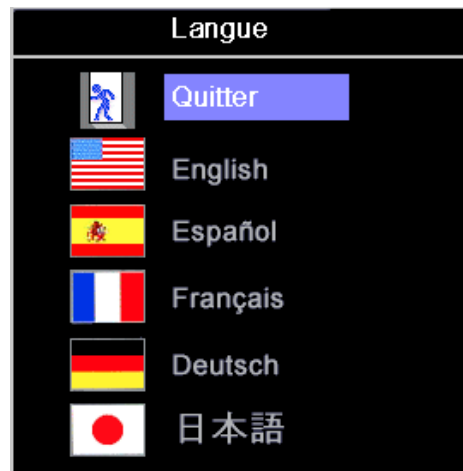 Langue
Quitter
English
Español
Français
Deutsch
日本語